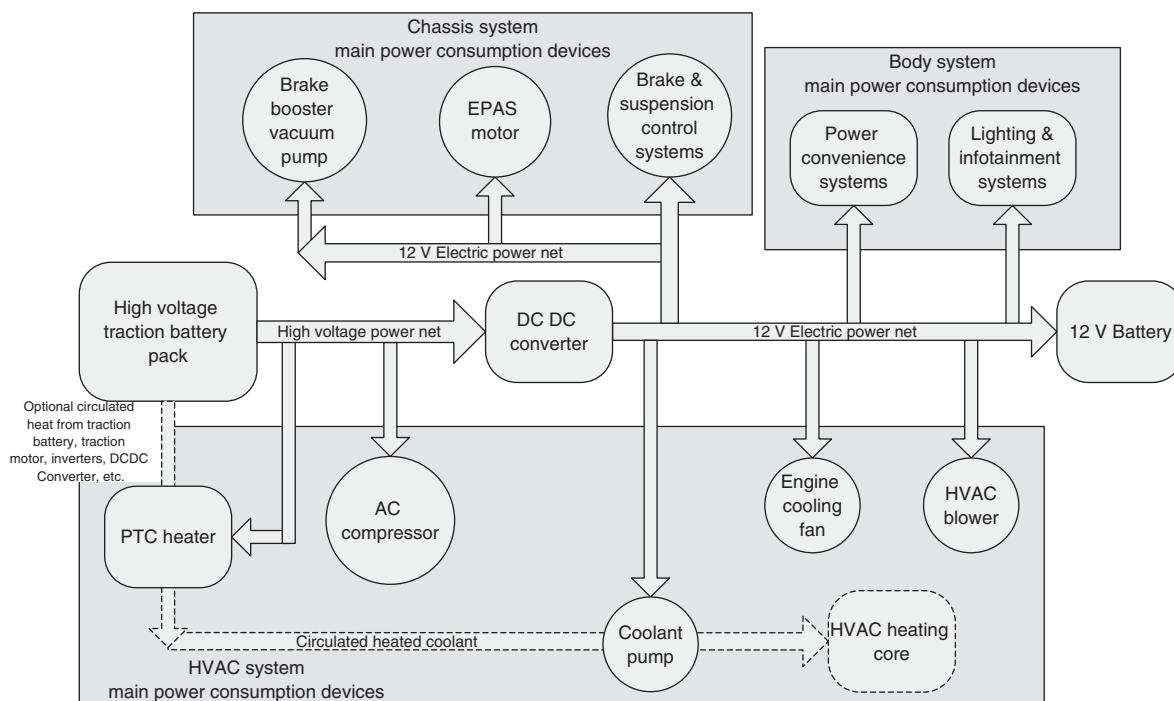 Chassis system
main power consumption devices
Brake
booster
vacuum
pump
EPAS
motor
Brake &
suspension
control
systems
Body system
main power consumption devices
Power
convenience
systems
Lighting &
infotainment
systems
12 V Electric power net
High voltage
traction battery
pack
High voltage power net
DC DC
converter
12 V Electric power net
12 V Battery
Optional circulated
heat from traction
battery, traction
motor, inverters, DCDC
Converter, etc.
PTC heater
AC
compressor
Engine
cooling
fan
HVAC
blower
Circulated heated coolant
Coolant
pump
HVAC heating
core
HVAC system
main power consumption devices